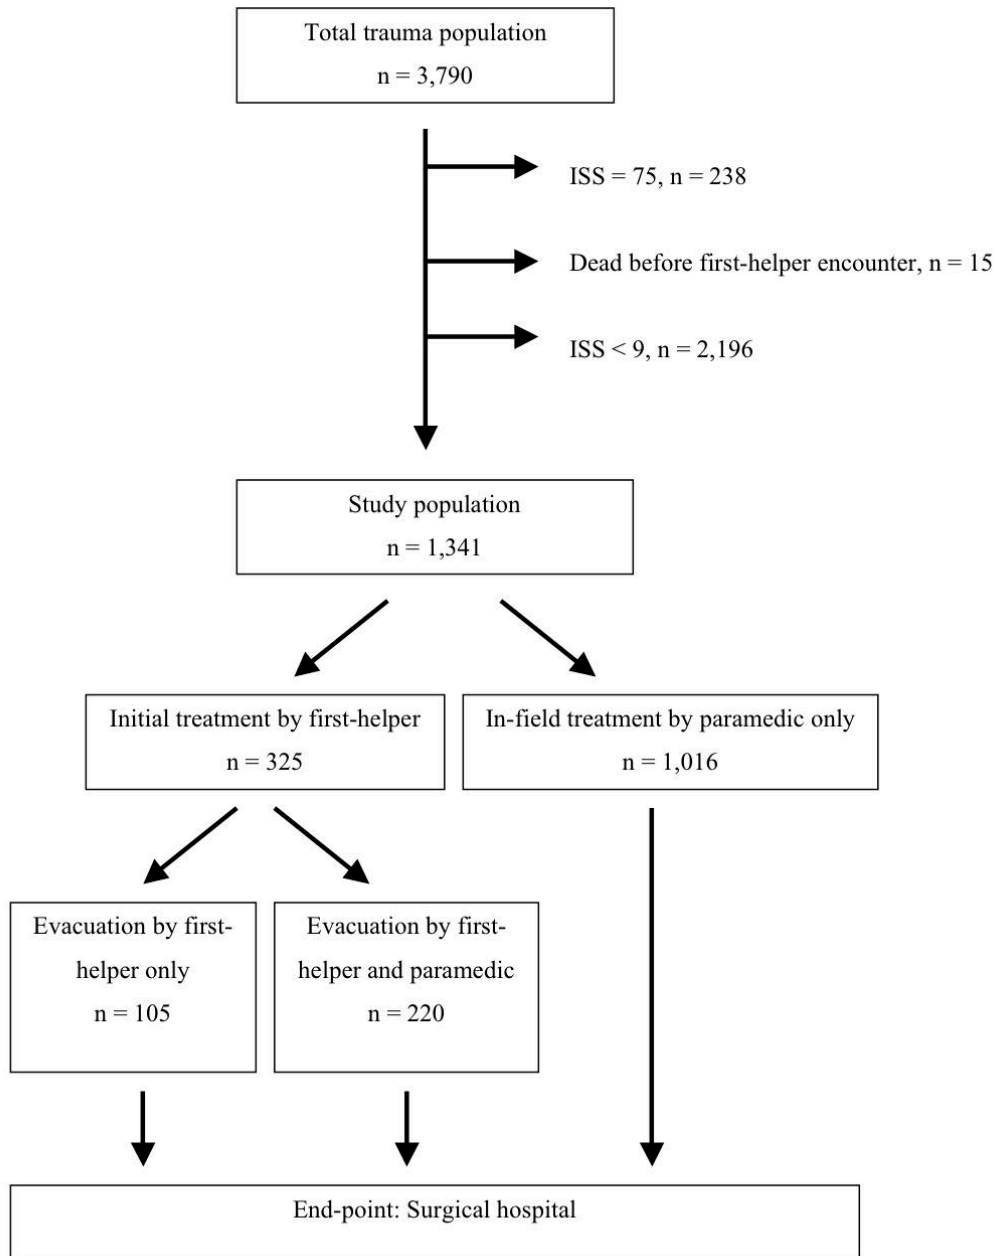 Total trauma population
n = 3,790
ISS = 75, n = 238
Dead before first-helper encounter, n = 15
ISS < 9, n = 2,196
Study population
n = 1,341
Initial treatment by first-helper
n = 325
In-field treatment by paramedic only
n = 1,016
Evacuation by first-
helper only
n = 105
Evacuation by first-
helper and paramedic
n = 220
End-point: Surgical hospital